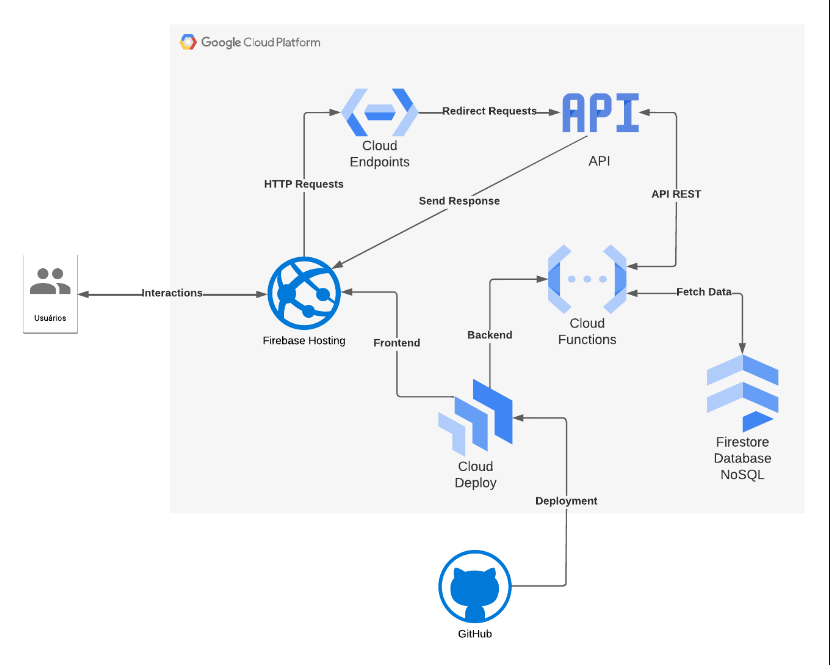 Google Cloud Platform
Redirect Requests
API
Cloud
Endpoints
API
HTTP Requests
Send Response
API REST
Interactions
Usuários
Firebase Hosting
Fetch Data
Cloud
Functions
Frontend
Backend
Firestore
Database
NoSQL
Cloud
Deploy
Deployment
GitHub